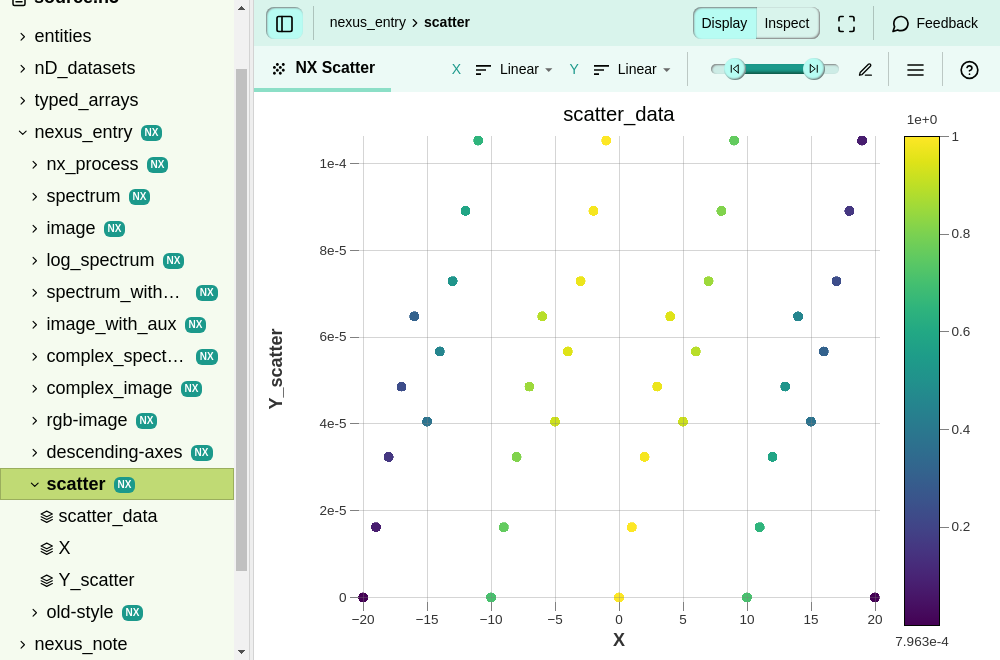 source.nc
entities
nD_datasets
typed_arrays
nexus_entry NX
nx_process NX
spectrum NX
image NX
log_spectrum NX
spectrum_with… NX
image_with_aux NX
complex_spect… NX
complex_image NX
rgb-image NX
descending-axes NX
scatter NX
scatter_data
X
Y_scatter
old-style NX
nexus_note
nexus_entry > scatter
Display Inspect
Feedback
NX Scatter
X Linear
Y Linear
scatter_data
1e-4
8e-5
6e-5
4e-5
2e-5
0
Y_scatter
−20 −15 −10 −5 0 5 10 15 20
X
1e+0
1
0.8
0.6
0.4
0.2
7.963e-4